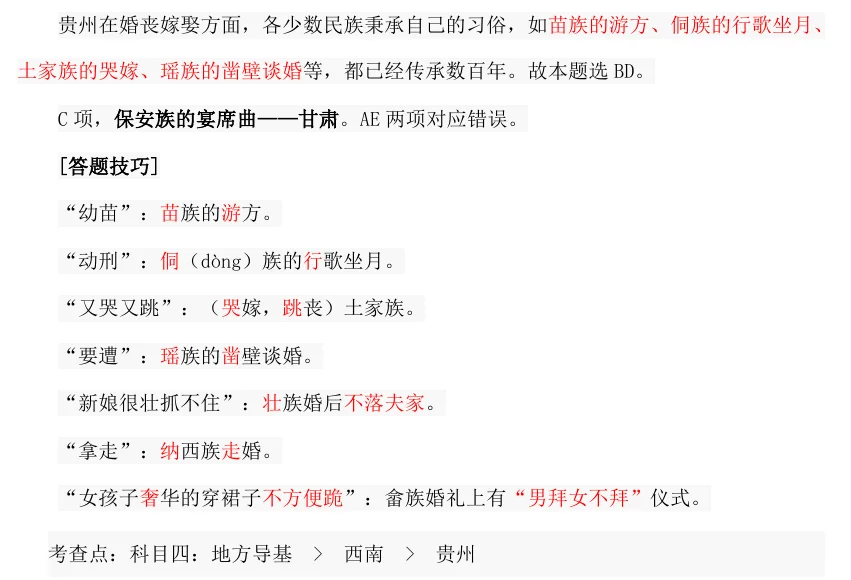 贵州在婚丧嫁娶方面，各少数民族秉承自己的习俗，如苗族的游方、侗族的行歌坐月、
土家族的哭嫁、瑶族的凿壁谈婚等，都已经传承数百年。故本题选 BD。
C 项，保安族的宴席曲——甘肃。AE 两项对应错误。
[答题技巧]
“幼苗”：苗族的游方。
“动刑”：侗（dòng）族的行歌坐月。
“又哭又跳”：（哭嫁，跳丧）土家族。
“要遭”：瑶族的凿壁谈婚。
“新娘很壮抓不住”：壮族婚后不落夫家。
“拿走”：纳西族走婚。
“女孩子奢华的穿裙子不方便跪”：畲族婚礼上有“男拜女不拜”仪式。
考查点：科目四：地方导基 > 西南 > 贵州